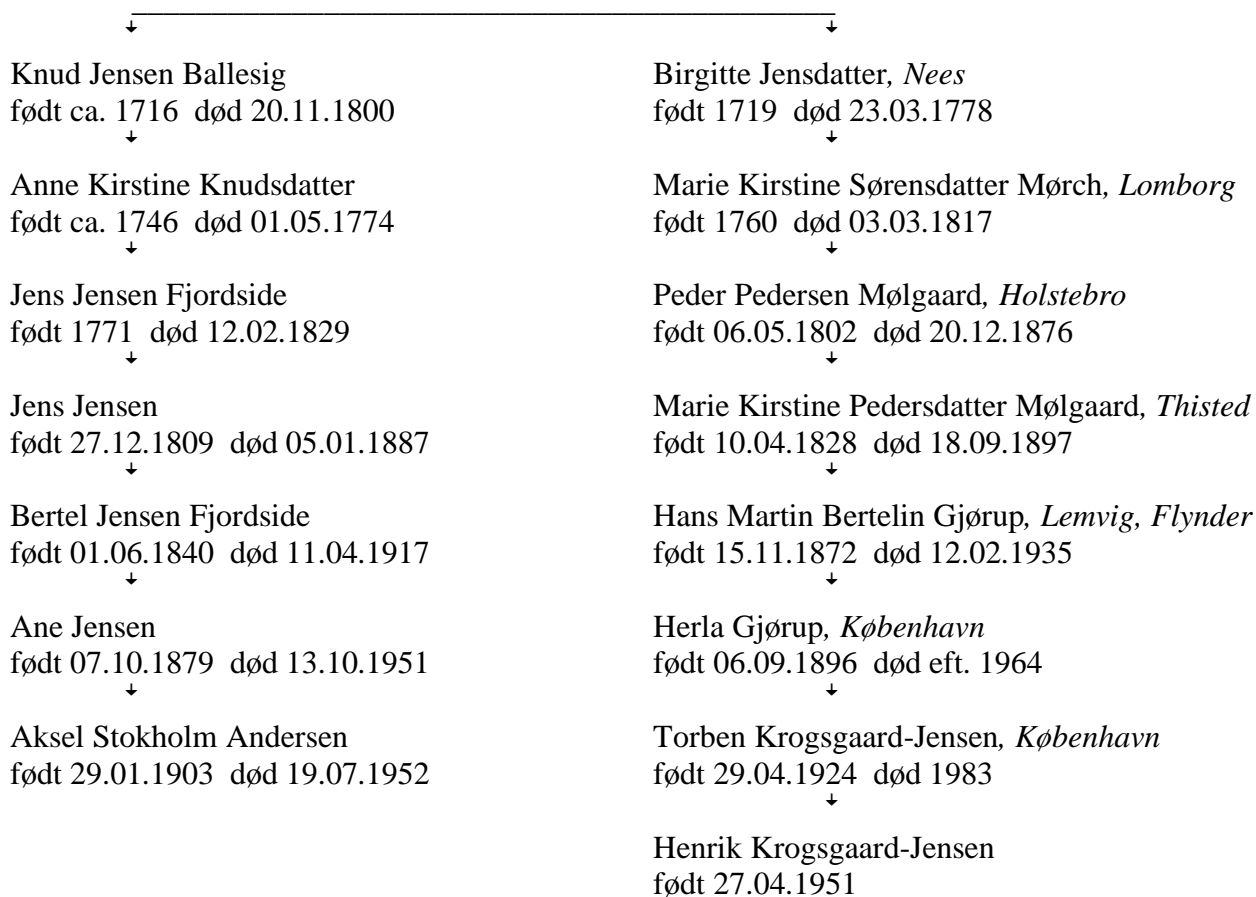 Knud Jensen Ballesig
født ca. 1716 død 20.11.1800
Anne Kirstine Knudsdatter
født ca. 1746 død 01.05.1774
Jens Jensen Fjordside
født 1771 død 12.02.1829
Jens Jensen
født 27.12.1809 død 05.01.1887
Bertel Jensen Fjordside
født 01.06.1840 død 11.04.1917
Ane Jensen
født 07.10.1879 død 13.10.1951
Aksel Stokholm Andersen
født 29.01.1903 død 19.07.1952
Birgitte Jensdatter, Nees
født 1719 død 23.03.1778
Marie Kirstine Sørensdatter Mørch, Lomborg
født 1760 død 03.03.1817
Peder Pedersen Mølgaard, Holstebro
født 06.05.1802 død 20.12.1876
Marie Kirstine Pedersdatter Mølgaard, Thisted
født 10.04.1828 død 18.09.1897
Hans Martin Bertelin Gjørup, Lemvig, Flynder
født 15.11.1872 død 12.02.1935
Herla Gjørup, København
født 06.09.1896 død eft. 1964
Torben Krogsgaard-Jensen, København
født 29.04.1924 død 1983
Henrik Krogsgaard-Jensen
født 27.04.1951